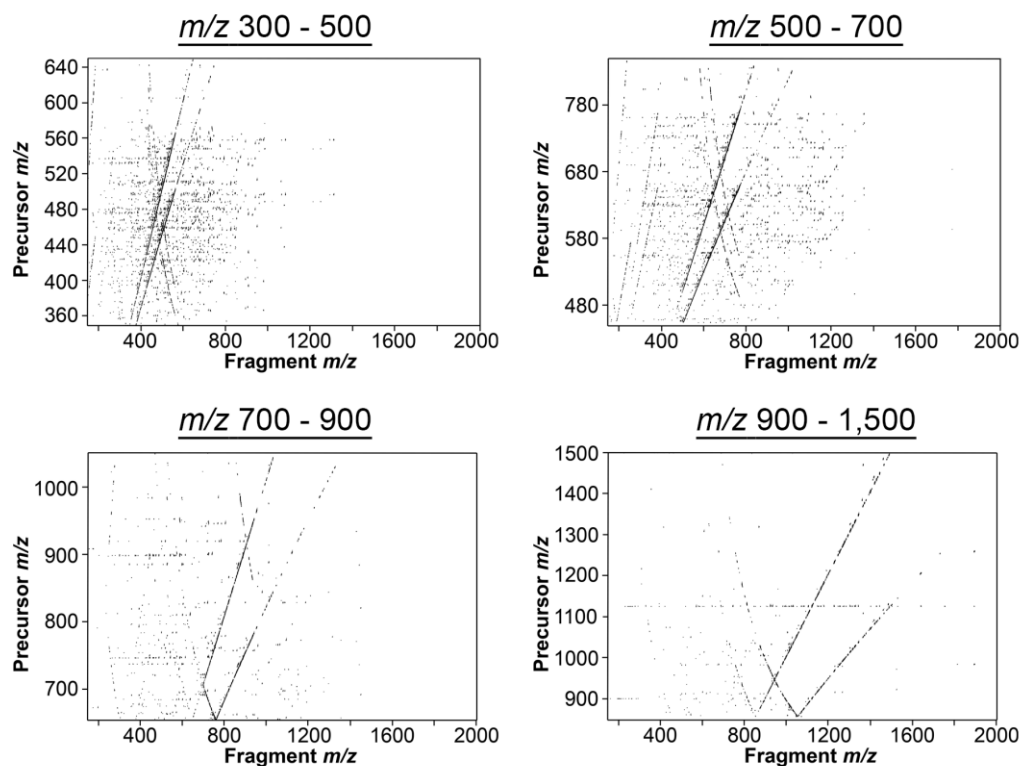 m/z 300 - 500
m/z 500 - 700
Precursor m/z
640
600
560
520
480
440
400
360
400 800 1200 1600 2000
Fragment m/z
Precursor m/z
780
680
580
480
400 800 1200 1600 2000
Fragment m/z
m/z 700 - 900
m/z 900 - 1,500
Precursor m/z
1000
900
800
700
400 800 1200 1600 2000
Fragment m/z
Precursor m/z
1500
1400
1300
1200
1100
1000
900
400 800 1200 1600 2000
Fragment m/z